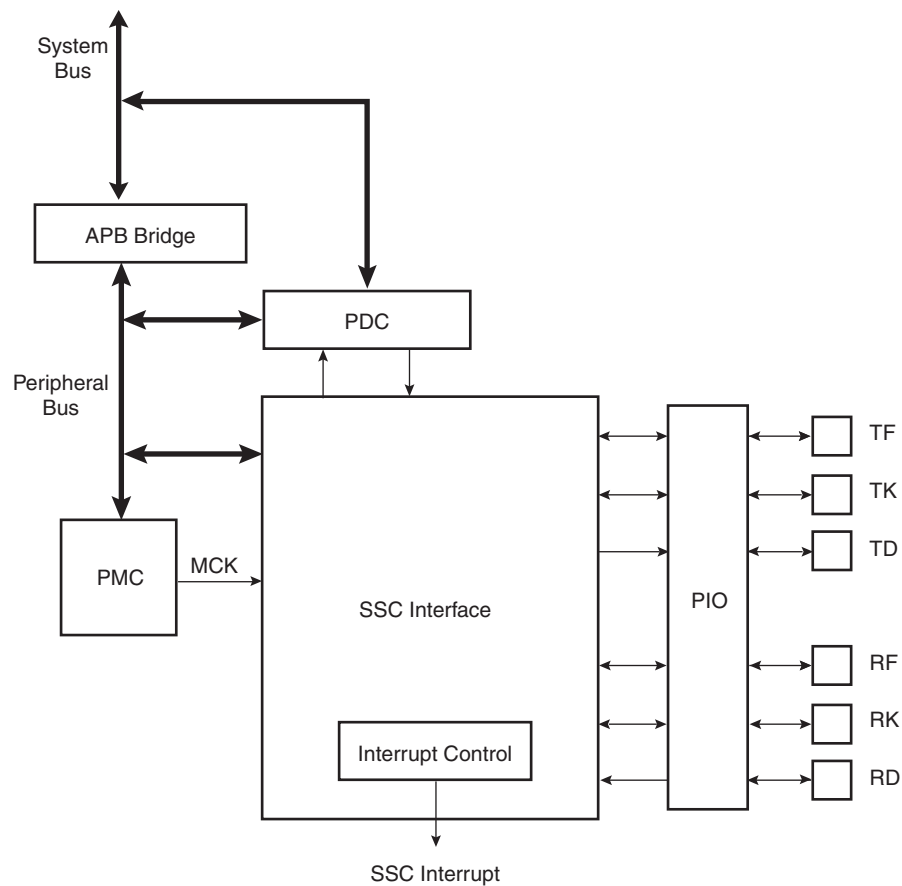 System
Bus
APB Bridge
PDC
Peripheral
Bus
TF
TK
PMC
MCK
TD
SSC Interface
PIO
RF
RK
Interrupt Control
RD
SSC Interrupt